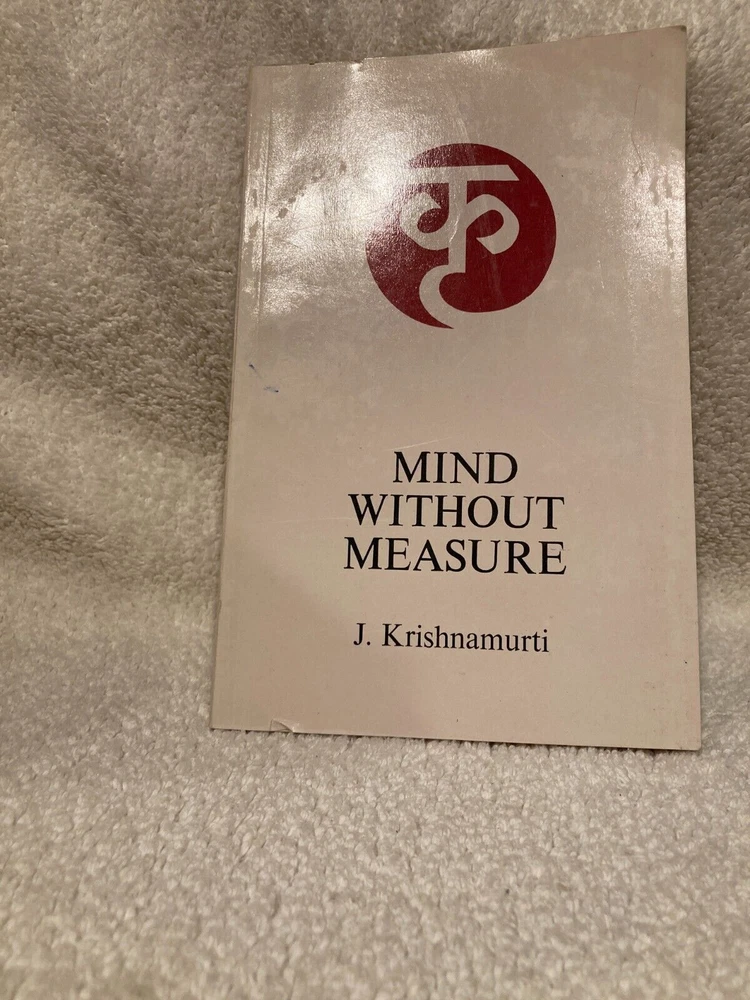 कृ
MIND
WITHOUT
MEASURE
J. Krishnamurti